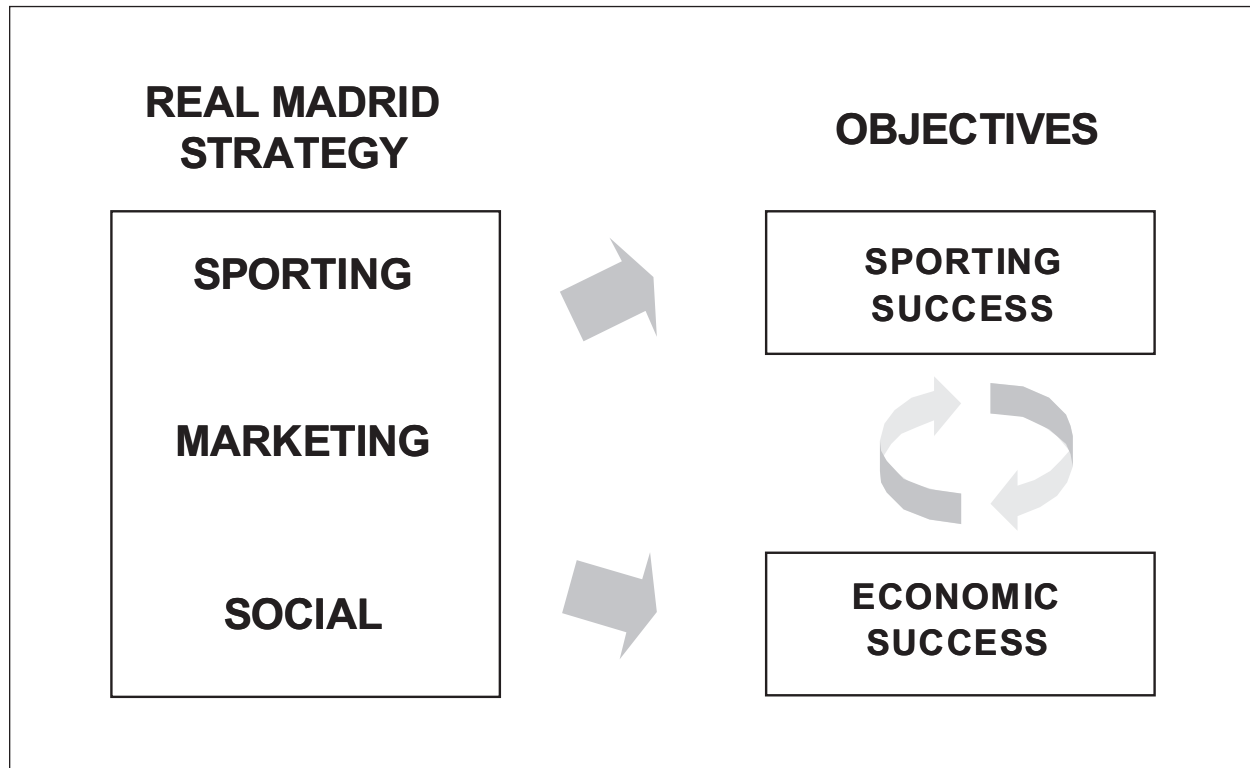 REAL MADRID
STRATEGY
OBJECTIVES
SPORTING
MARKETING
SOCIAL
SPORTING
SUCCESS
ECONOMIC
SUCCESS